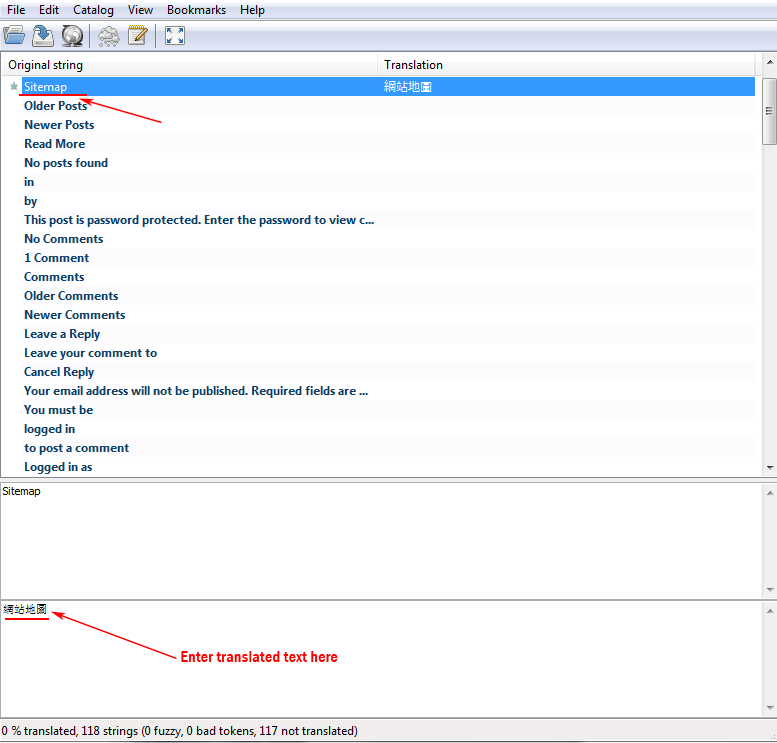 File Edit Catalog View Bookmarks Help
Original string Translation
Sitemap 網站地圖
Older Posts
Newer Posts
Read More
No posts found
in
by
This post is password protected. Enter the password to view c...
No Comments
1 Comment
Comments
Older Comments
Newer Comments
Leave a Reply
Leave your comment to
Cancel Reply
Your email address will not be published. Required fields are ...
You must be
logged in
to post a comment
Logged in as
Sitemap
網站地圖
Enter translated text here
0 % translated, 118 strings (0 fuzzy, 0 bad tokens, 117 not translated)